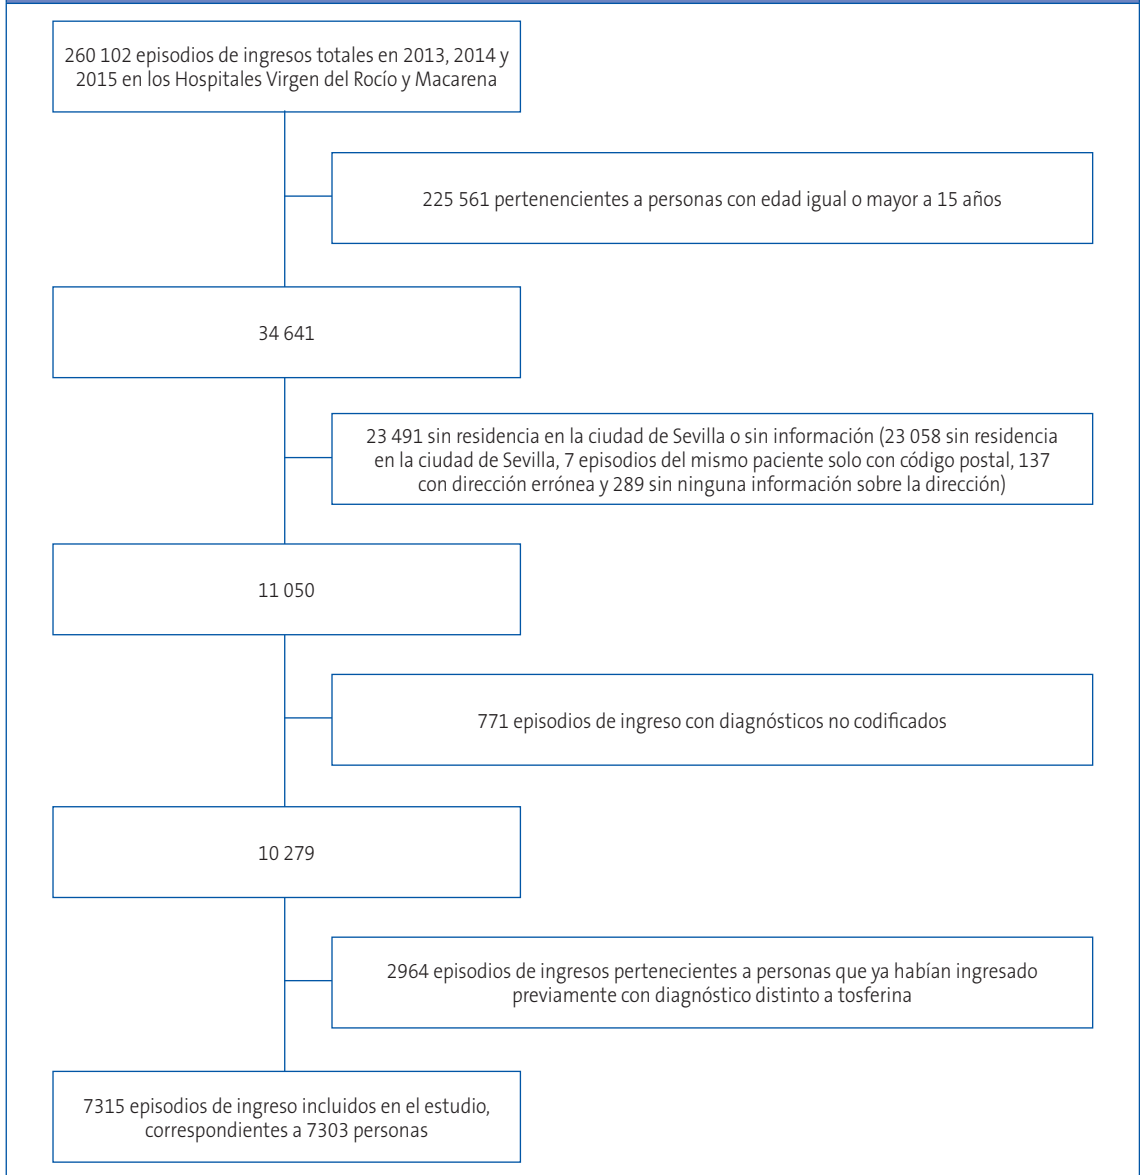 260 102 episodios de ingresos totales en 2013, 2014 y
2015 en los Hospitales Virgen del Rocío y Macarena
225 561 pertenencientes a personas con edad igual o mayor a 15 años
34 641
23 491 sin residencia en la ciudad de Sevilla o sin información (23 058 sin residencia
en la ciudad de Sevilla, 7 episodios del mismo paciente solo con código postal, 137
con dirección errónea y 289 sin ninguna información sobre la dirección)
11 050
771 episodios de ingreso con diagnósticos no codificados
10 279
2964 episodios de ingresos pertenecientes a personas que ya habían ingresado
previamente con diagnóstico distinto a tosferina
7315 episodios de ingreso incluidos en el estudio,
correspondientes a 7303 personas